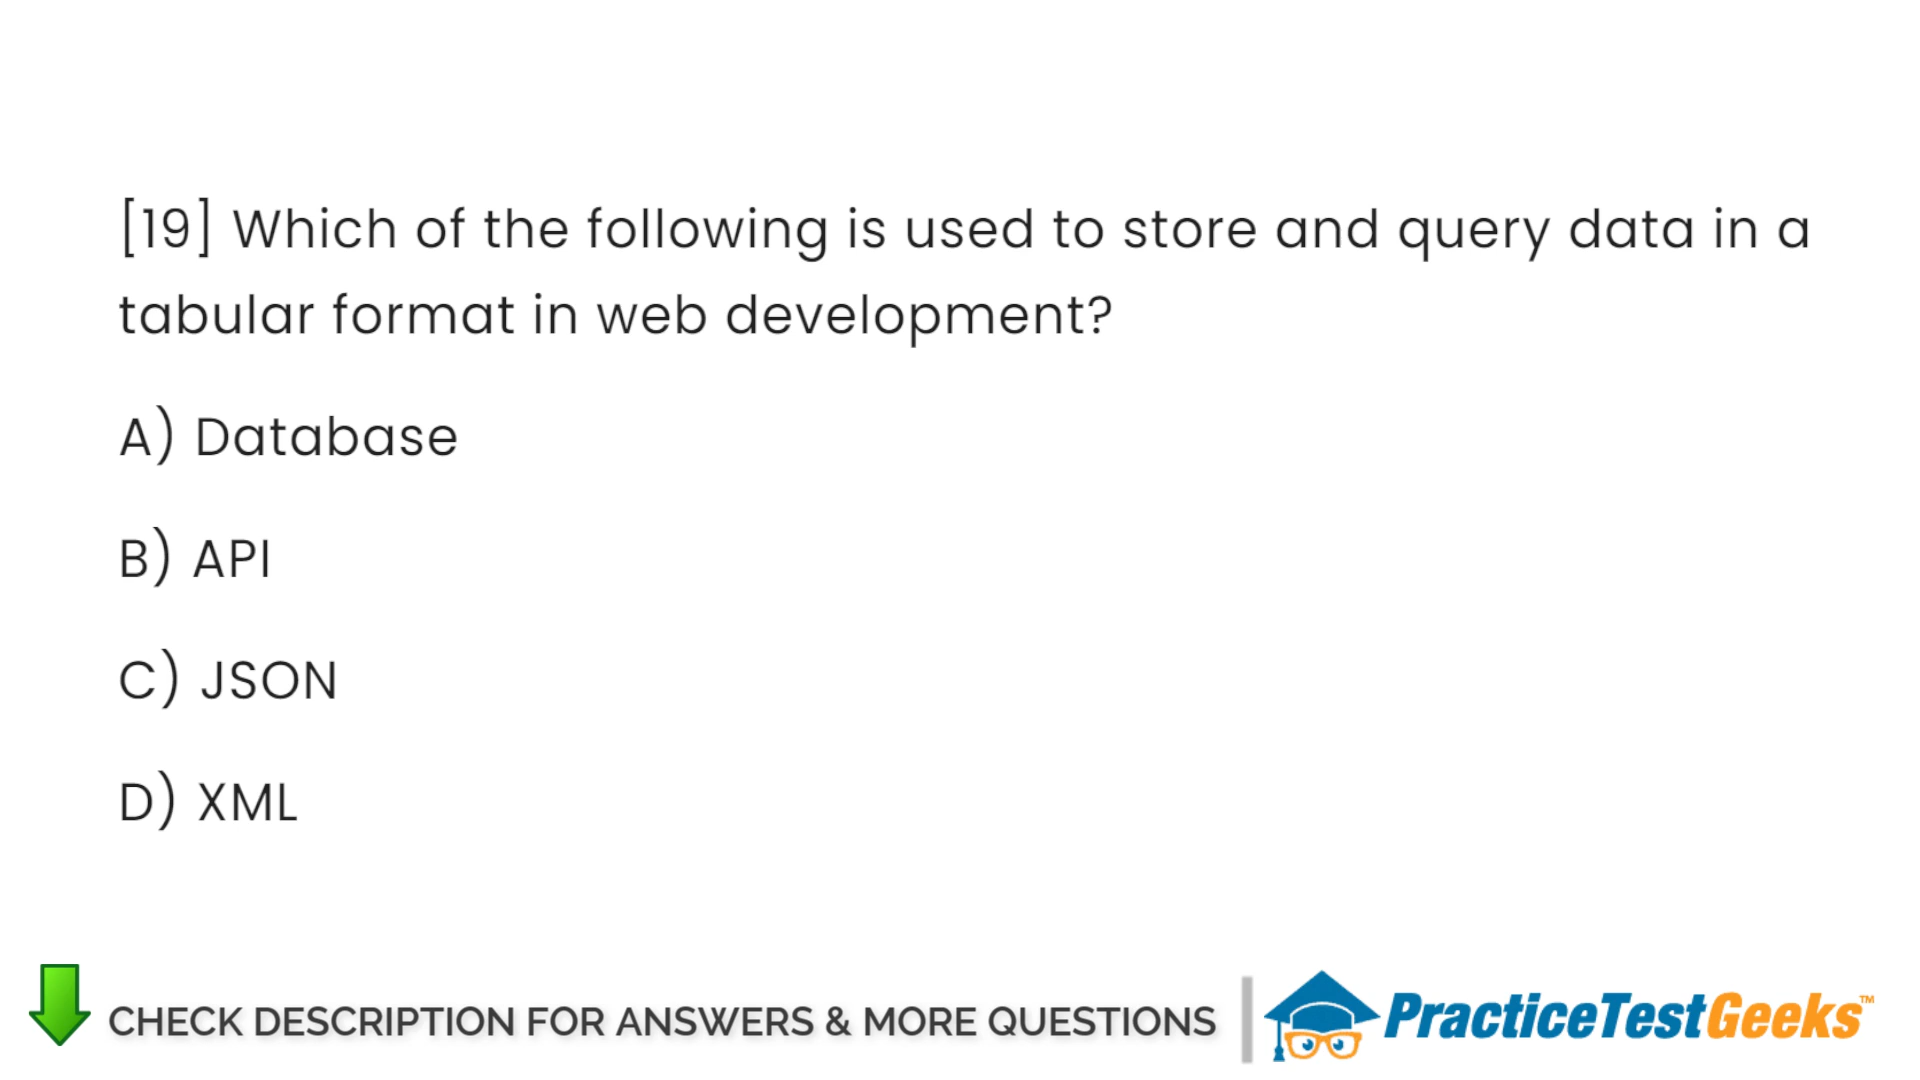 [19] Which of the following is used to store and query data in a
tabular format in web development?
A) Database
B) API
C) JSON
D) XML
CHECK DESCRIPTION FOR ANSWERS & MORE QUESTIONS
PracticeTestGeeks™